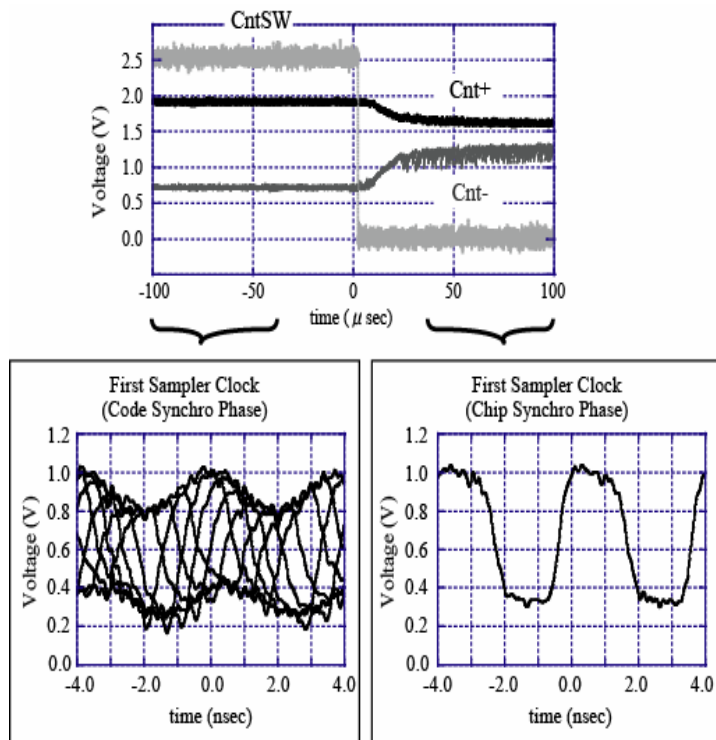 CntSW
Cnt+
Cnt-
Voltage (V)
2.5
2.0
1.5
1.0
0.5
0.0
-100 -50 0 50 100
time (μ sec)
First Sampler Clock
(Code Synchro Phase)
Voltage (V)
1.2
1.0
0.8
0.6
0.4
0.2
0.0
-4.0 -2.0 0.0 2.0 4.0
time (nsec)
First Sampler Clock
(Chip Synchro Phase)
Voltage (V)
1.2
1.0
0.8
0.6
0.4
0.2
0.0
-4.0 -2.0 0.0 2.0 4.0
time (nsec)